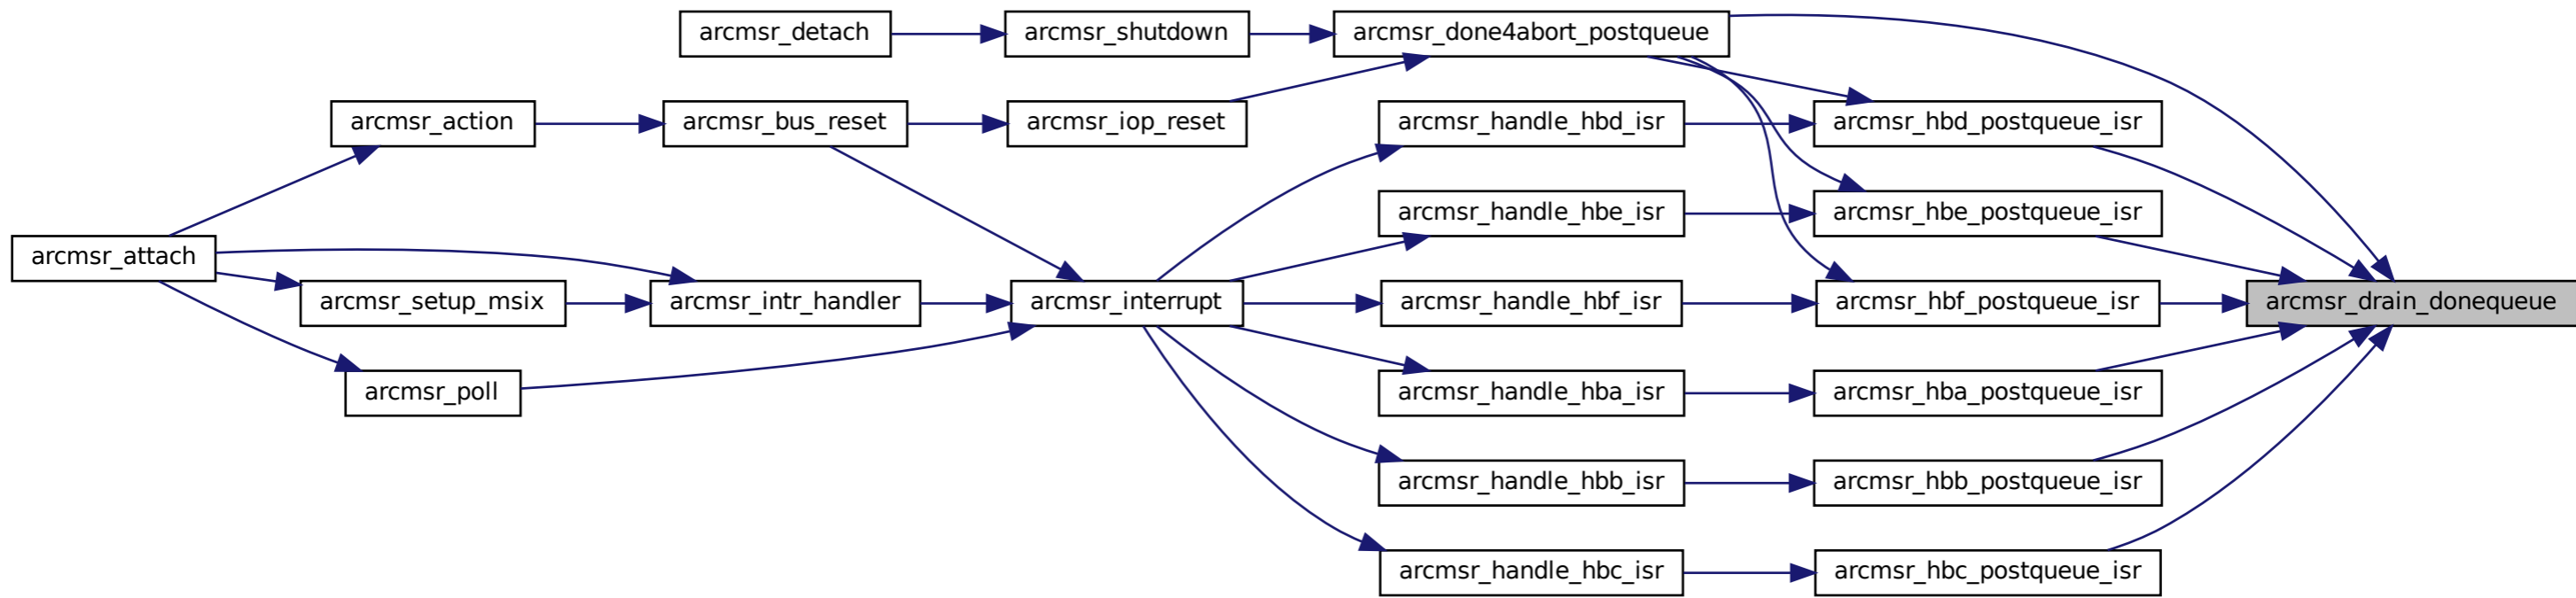 arcmsr_detach
arcmsr_shutdown
arcmsr_done4abort_postqueue
arcmsr_action
arcmsr_bus_reset
arcmsr_iop_reset
arcmsr_handle_hbd_isr
arcmsr_hbd_postqueue_isr
arcmsr_handle_hbe_isr
arcmsr_hbe_postqueue_isr
arcmsr_attach
arcmsr_setup_msix
arcmsr_intr_handler
arcmsr_interrupt
arcmsr_handle_hbf_isr
arcmsr_hbf_postqueue_isr
arcmsr_drain_donequeue
arcmsr_poll
arcmsr_handle_hba_isr
arcmsr_hba_postqueue_isr
arcmsr_handle_hbb_isr
arcmsr_hbb_postqueue_isr
arcmsr_handle_hbc_isr
arcmsr_hbc_postqueue_isr